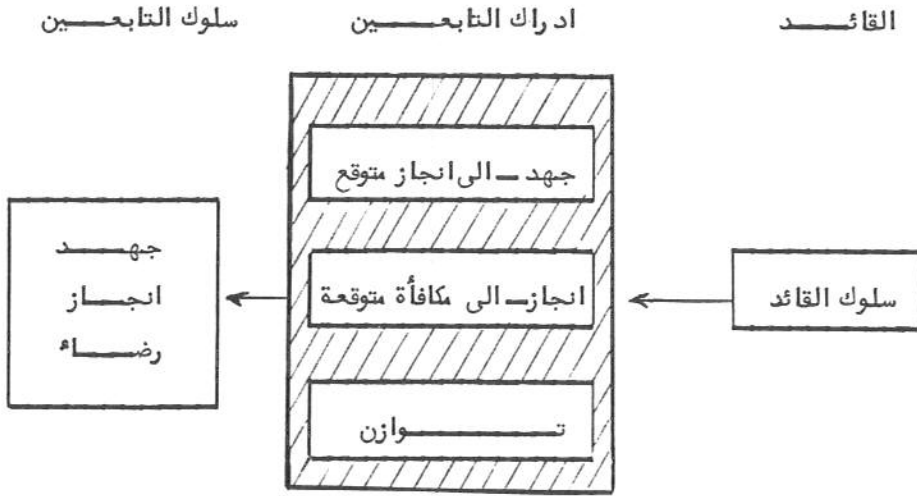 القائد
ادراك التابعين
سلوك التابعين
سلوك القائد
جهد - الى انجاز متوقع
انجاز - الى مكافأة متوقعة
توازن
جهد
انجاز
رضاء